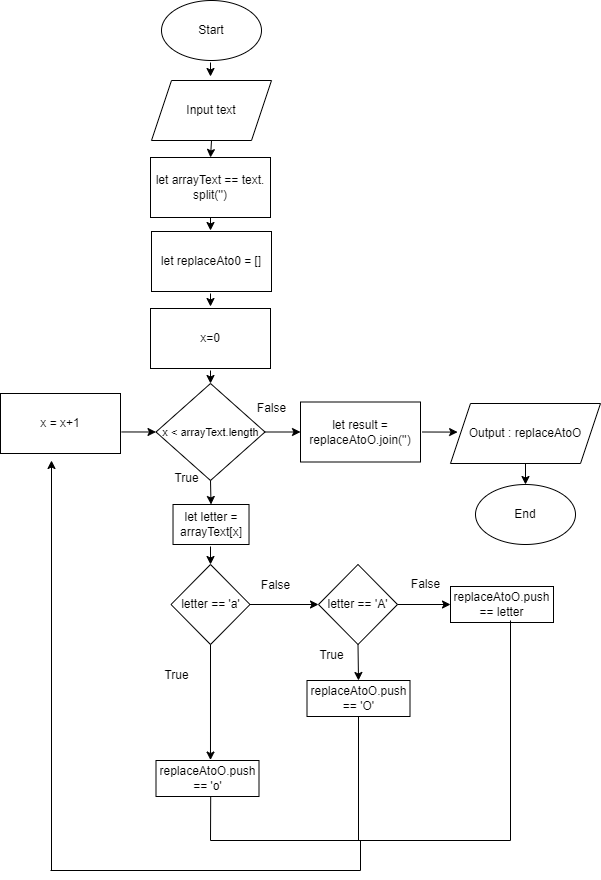 Start
Input text
let arrayText == text.
split('')
let replaceAto0 = []
x=0
x = x+1
x < arrayText.length
False
let result =
replaceAtoO.join('')
Output : replaceAtoO
End
True
let letter =
arrayText[x]
letter == 'a'
False
letter == 'A'
False
replaceAtoO.push
== letter
True
replaceAtoO.push
== 'O'
True
replaceAtoO.push
== 'o'